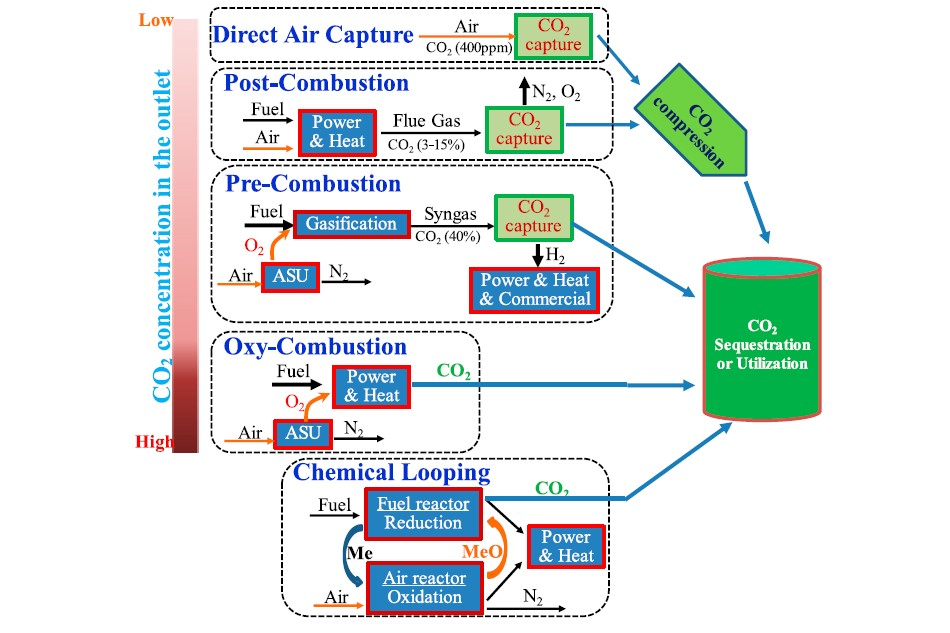 Low
CO₂ concentration in the outlet
High
Direct Air Capture
Air
CO₂ (400ppm)
CO₂
capture
Post-Combustion
Fuel
Air
Power
& Heat
Flue Gas
CO₂ (3-15%)
N₂, O₂
CO₂
capture
CO₂
compression
Pre-Combustion
Fuel
Gasification
O₂
Air
ASU
N₂
Syngas
CO₂ (40%)
CO₂
capture
H₂
Power & Heat
& Commercial
CO₂
Sequestration
or Utilization
Oxy-Combustion
Fuel
Power
& Heat
O₂
Air
ASU
N₂
CO₂
Chemical Looping
Fuel
Fuel reactor
Reduction
CO₂
Me
MeO
Power
& Heat
Air
Air reactor
Oxidation
N₂